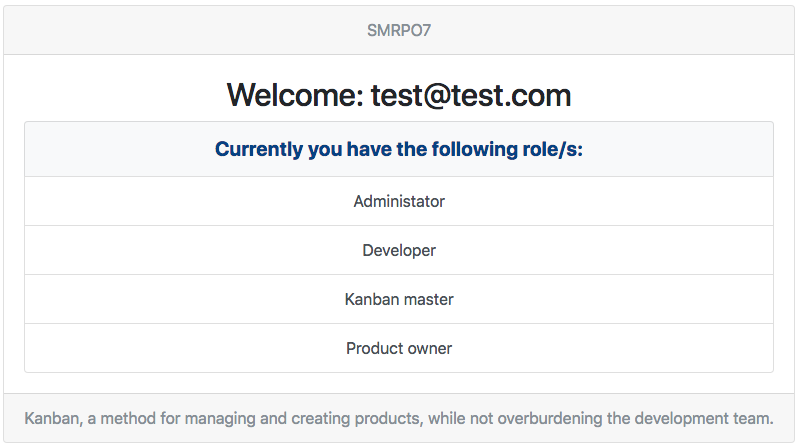 SMRPO7
Welcome: test@test.com
Currently you have the following role/s:
Administator
Developer
Kanban master
Product owner
Kanban, a method for managing and creating products, while not overburdening the development team.